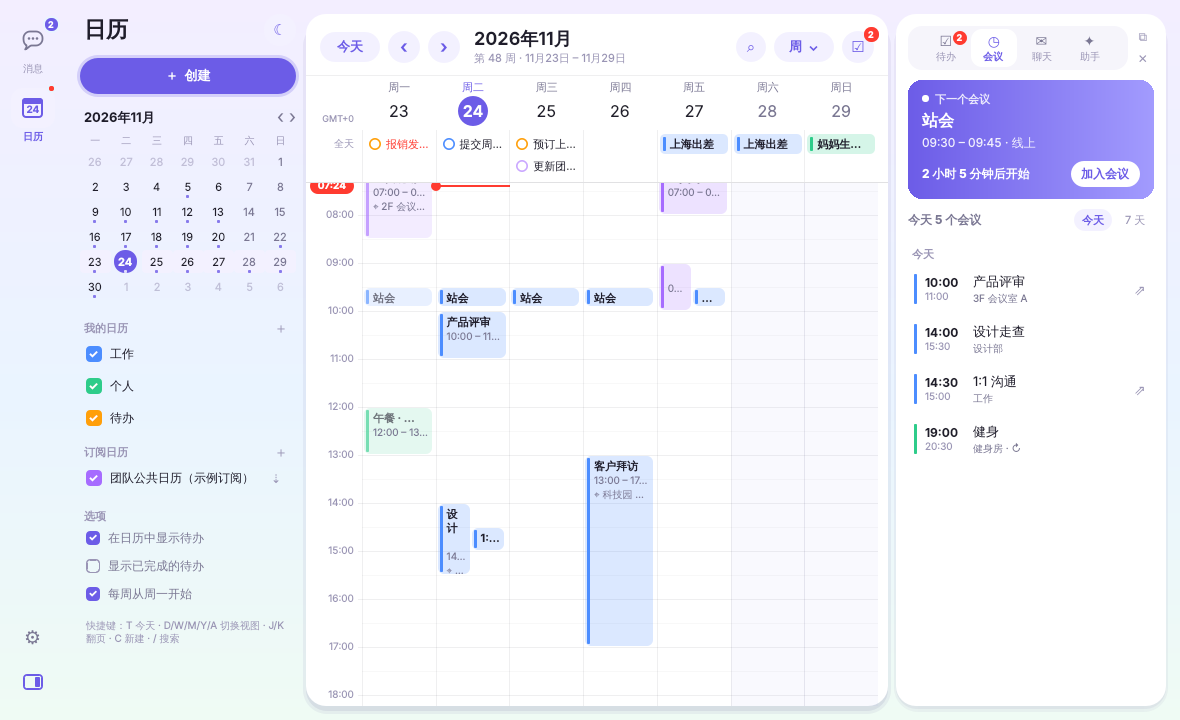 2
消息
24
日历
日历
+ 创建
2026年11月
一 二 三 四 五 六 日
26 27 28 29 30 31 1
2 3 4 5 6 7 8
9 10 11 12 13 14 15
16 17 18 19 20 21 22
23 24 25 26 27 28 29
30 1 2 3 4 5 6
我的日历 +
工作
个人
待办
订阅日历 +
团队公共日历（示例订阅）
选项
在日历中显示待办
显示已完成的待办
每周从周一开始
快捷键：T 今天 · D/W/M/Y/A 切换视图 · J/K
翻页 · C 新建 · / 搜索
今天
2026年11月
第 48 周 · 11月23日 – 11月29日
周
2
周一 周二 周三 周四 周五 周六 周日
GMT+0 23 24 25 26 27 28 29
全天 报销发... 提交周... 预订上... 上海出差 上海出差 妈妈生...
更新团...
07:24
07:00 – 0...
2F 会议...
07:00 – 0...
08:00
09:00
0...
...
站会
站会
站会
站会
10:00
产品评审
10:00 – 11...
11:00
12:00
午餐 · ...
12:00 – 13...
13:00
客户拜访
13:00 – 17...
科技园 ...
14:00
设
计
14...
1:...
15:00
16:00
17:00
18:00
待办 2
会议
聊天
助手
下一个会议
站会
09:30 – 09:45 · 线上
2 小时 5 分钟后开始
加入会议
今天 5 个会议
今天
7 天
今天
10:00 产品评审
11:00 3F 会议室 A
14:00 设计走查
15:30 设计部
14:30 1:1 沟通
15:00 工作
19:00 健身
20:30 健身房 ·